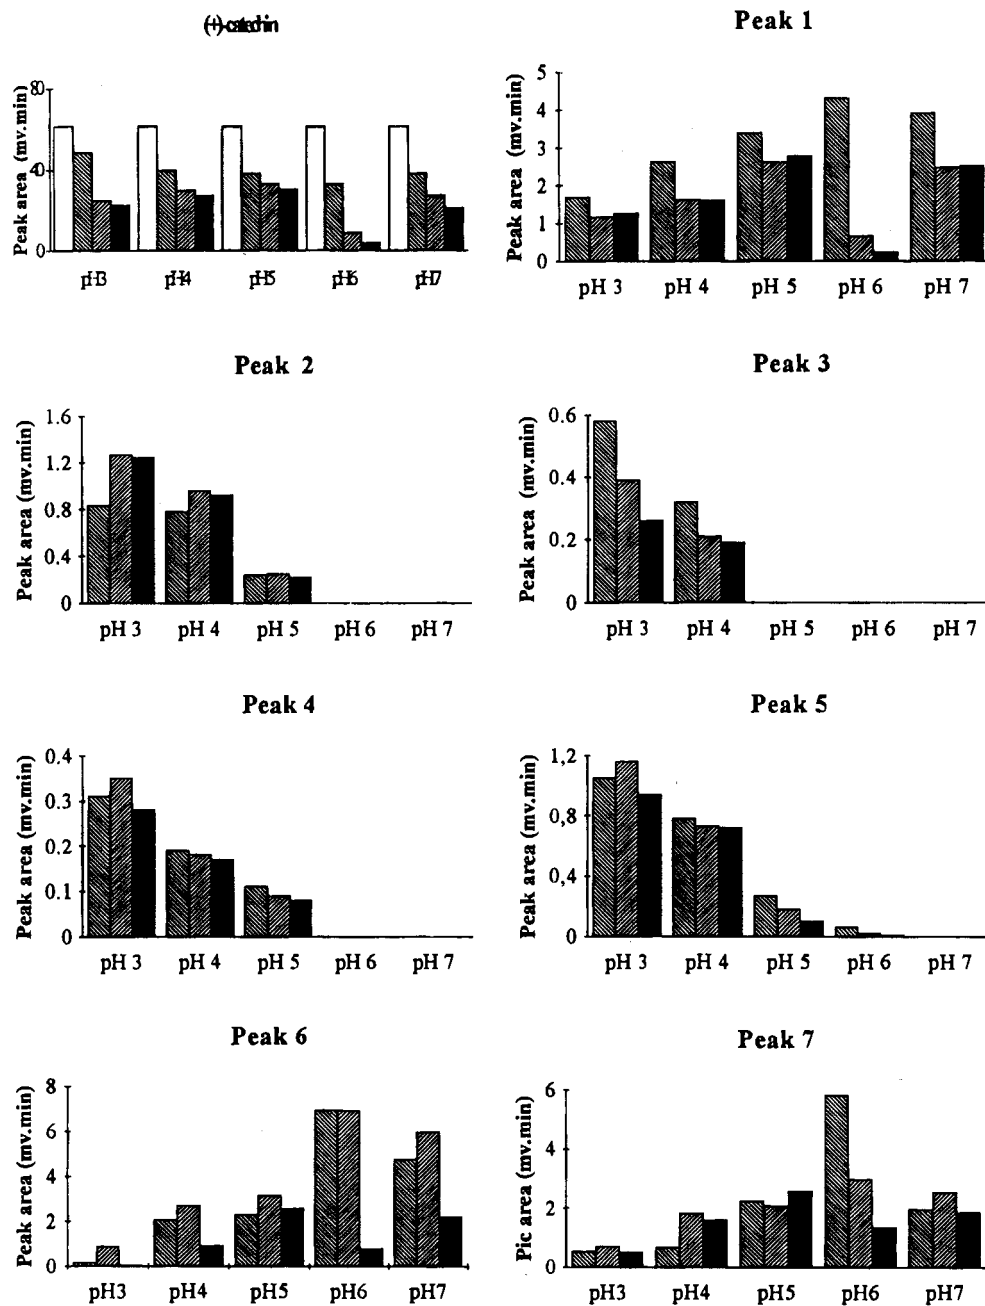 (+)-catechin
Peak 1
Peak area (mv.min)
80
40
0
pH3 pH4 pH5 pH6 pH7
Peak area (mv.min)
5
4
3
2
1
0
pH 3 pH 4 pH 5 pH 6 pH 7
Peak 2
Peak 3
Peak area (mv.min)
1.6
1.2
0.8
0.4
0
pH 3 pH 4 pH 5 pH 6 pH 7
Peak area (mv.min)
0.6
0.4
0.2
0
pH 3 pH 4 pH 5 pH 6 pH 7
Peak 4
Peak 5
Peak area (mv.min)
0.4
0.3
0.2
0.1
0
pH 3 pH 4 pH 5 pH 6 pH 7
Peak area (mv.min)
1,2
0,8
0,4
0
pH 3 pH 4 pH 5 pH 6 pH 7
Peak 6
Peak 7
Peak area (mv.min)
8
6
4
2
0
pH3 pH4 pH5 pH6 pH7
Pic area (mv.min)
6
4
2
0
pH3 pH4 pH5 pH6 pH7